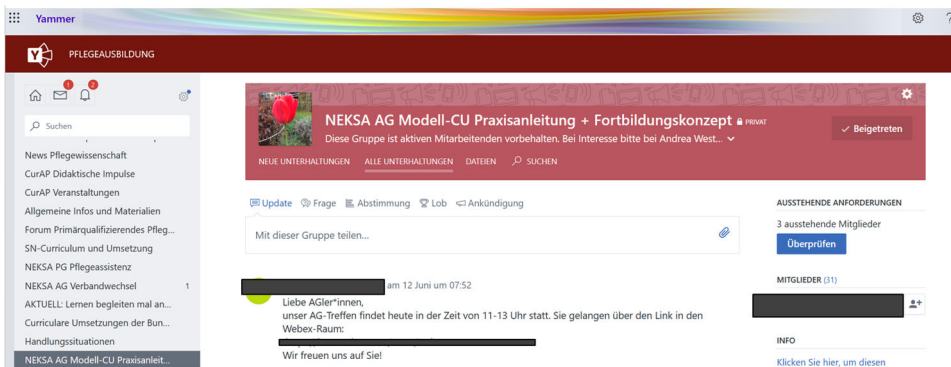 Yammer
?
PFLEGEAUSBILDUNG
1
2
Suchen
News Pflegewissenschaft
CurAP Didaktische Impulse
CurAP Veranstaltungen
Allgemeine Infos und Materialien
Forum Primärqualifizierendes Pfleg...
SN-Curriculum und Umsetzung
NEKSA PG Pflegeassistenz
NEKSA AG Verbandwechsel 1
AKTUELL: Lernen begleiten mal an...
Curriculare Umsetzungen der Bun...
Handlungssituationen
NEKSA AG Modell-CU Praxisanleit...
NEKSA AG Modell-CU Praxisanleitung + Fortbildungskonzept PRIVAT
Diese Gruppe ist aktiven Mitarbeitenden vorbehalten. Bei Interesse bitte bei Andrea West...
Beigetreten
NEUE UNTERHALTUNGEN ALLE UNTERHALTUNGEN DATEIEN SUCHEN
Update Frage Abstimmung Lob Ankündigung
Mit dieser Gruppe teilen...
am 12 Juni um 07:52
Liebe AGler*innen,
unser AG-Treffen findet heute in der Zeit von 11-13 Uhr statt. Sie gelangen über den Link in den
Webex-Raum:
Wir freuen uns auf Sie!
AUSSTEHENDE ANFORDERUNGEN
3 ausstehende Mitglieder
Überprüfen
MITGLIEDER (31)
INFO
Klicken Sie hier, um diesen